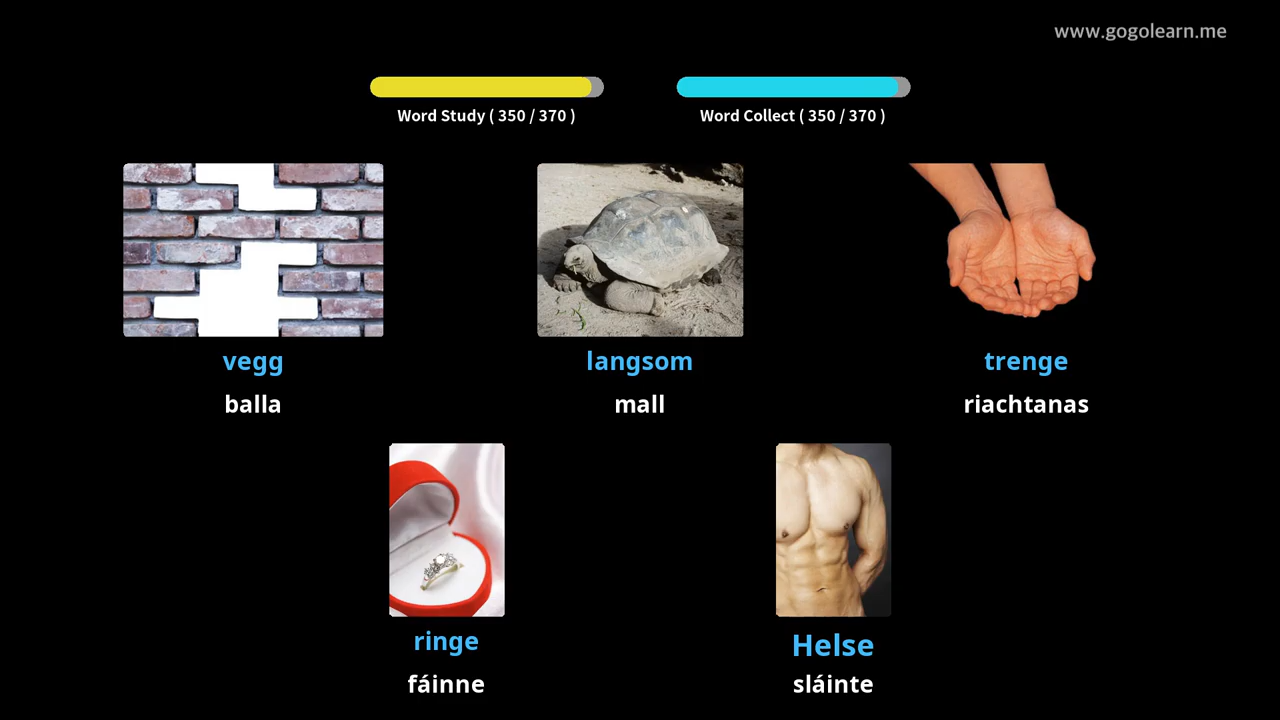 www.gogolearn.me
Word Study ( 350 / 370 )
Word Collect ( 350 / 370 )
vegg
langsom
trenge
balla
mall
riachtanas
ringe
Helse
fáinne
sláinte